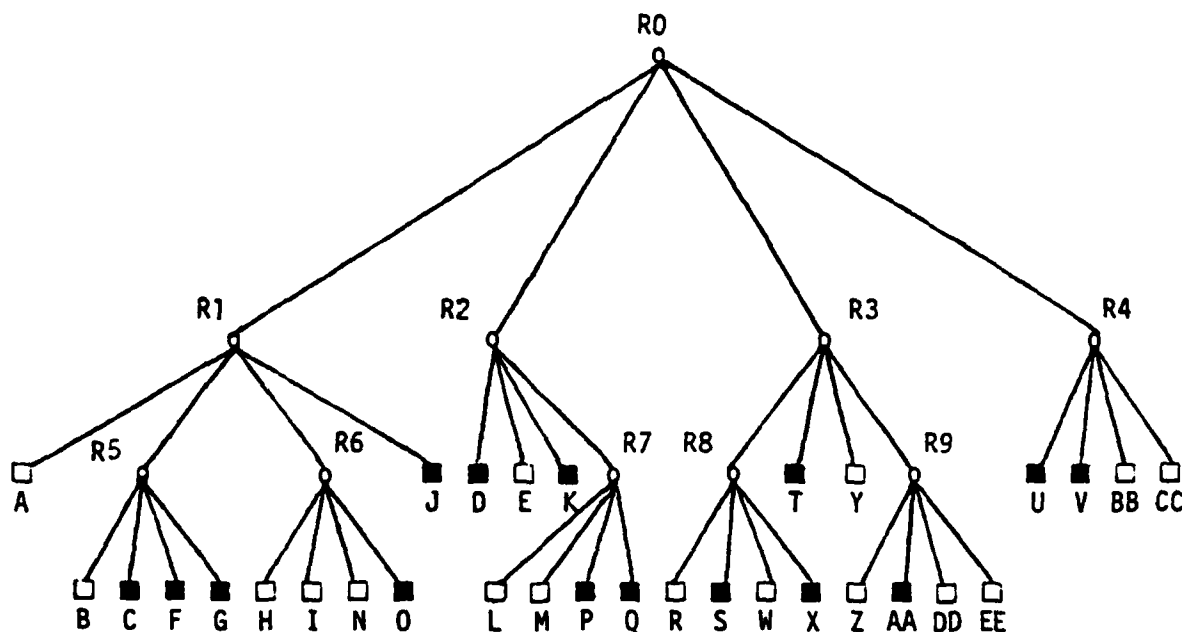 R0
R1 R2 R3 R4
R5 R6 R7 R8 R9
A J D E K T Y U V BB CC
B C F G H I N O L M P Q R S W X Z AA DD EE